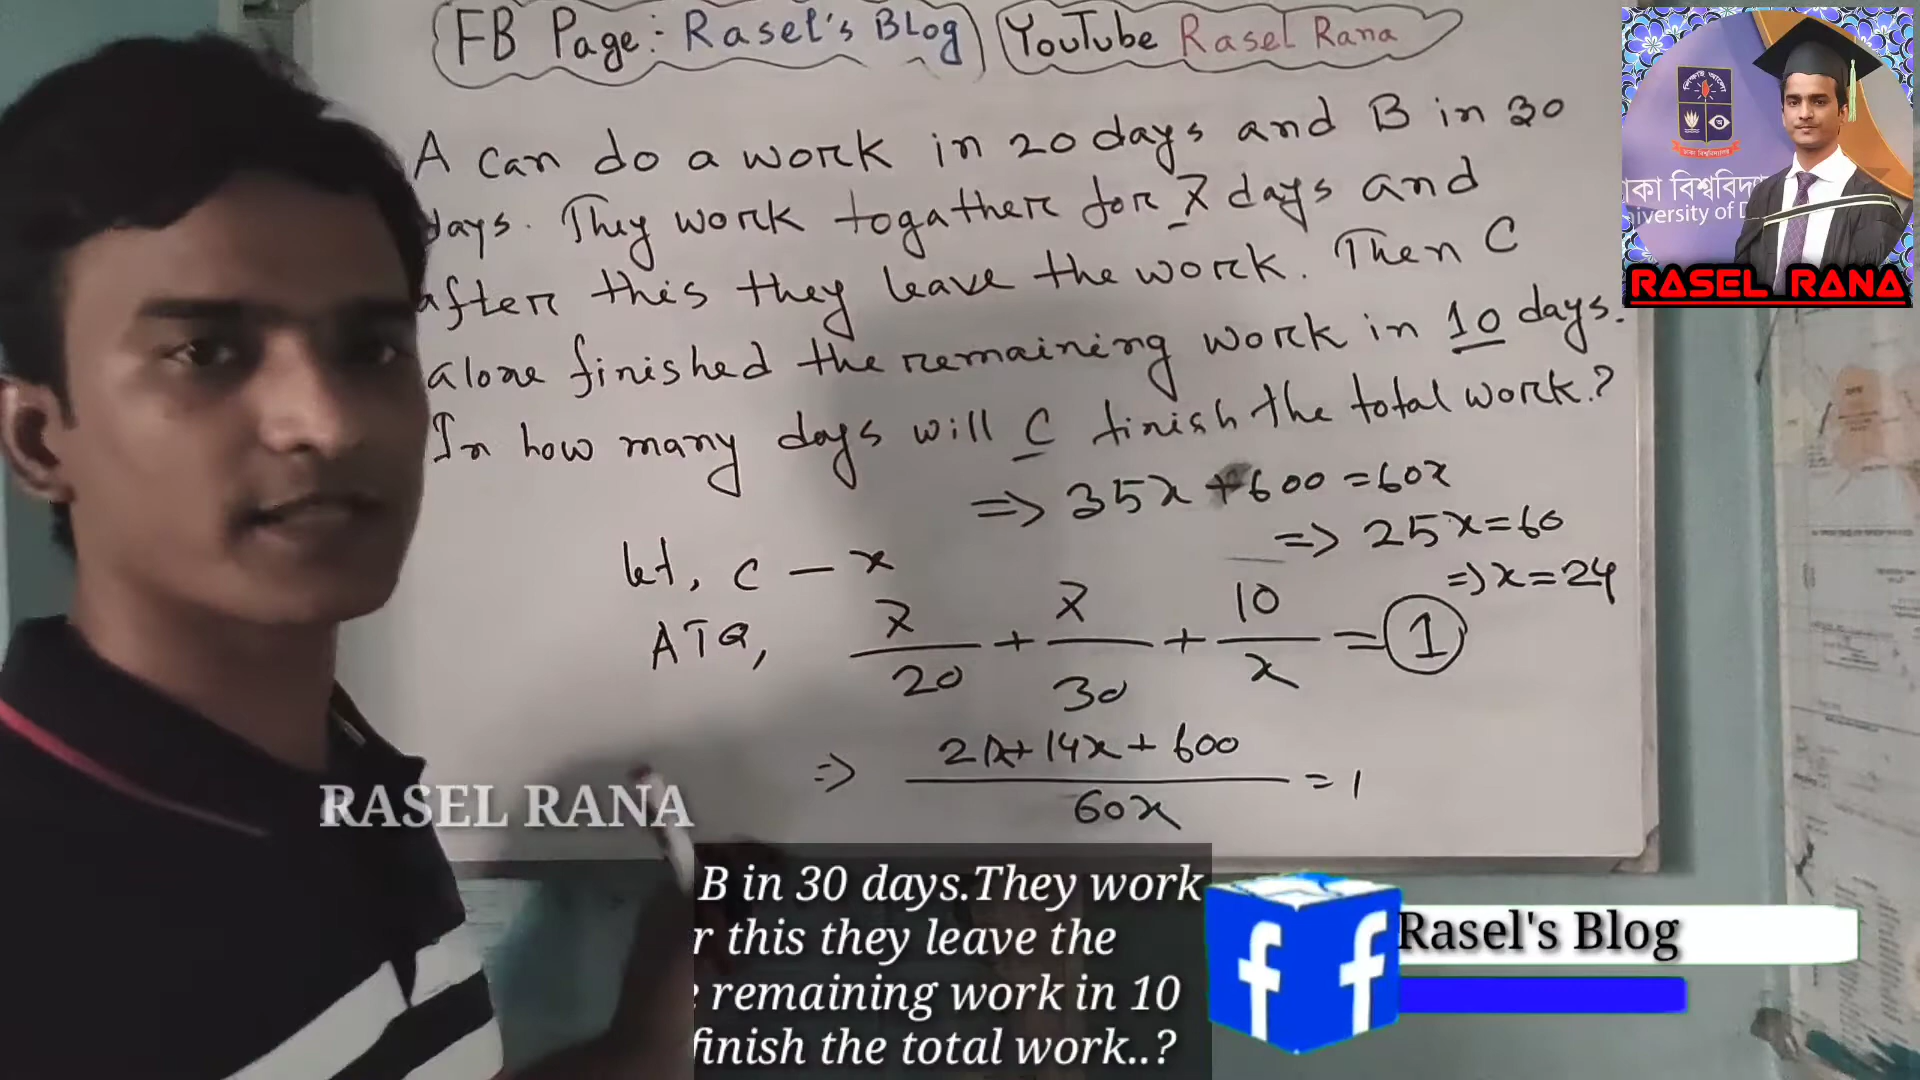 FB Page:- Rasel's Blog
YouTube Rasel Rana
A can do a work in 20 days and B in 30
days. They work togather for 7 days and
after this they leave the work. Then C
alone finished the remaining work in 10 days.
In how many days will C finish the total work.?
=> 35x + 600 = 60x
=> 25x = 60
=> x = 24
let, C — x
ATQ, 7/20 + 7/30 + 10/x = 1
=> 21x + 14x + 600 / 60x = 1
RASEL RANA
B in 30 days.They work
r this they leave the
remaining work in 10
finish the total work..?
Rasel's Blog
RASEL RANA